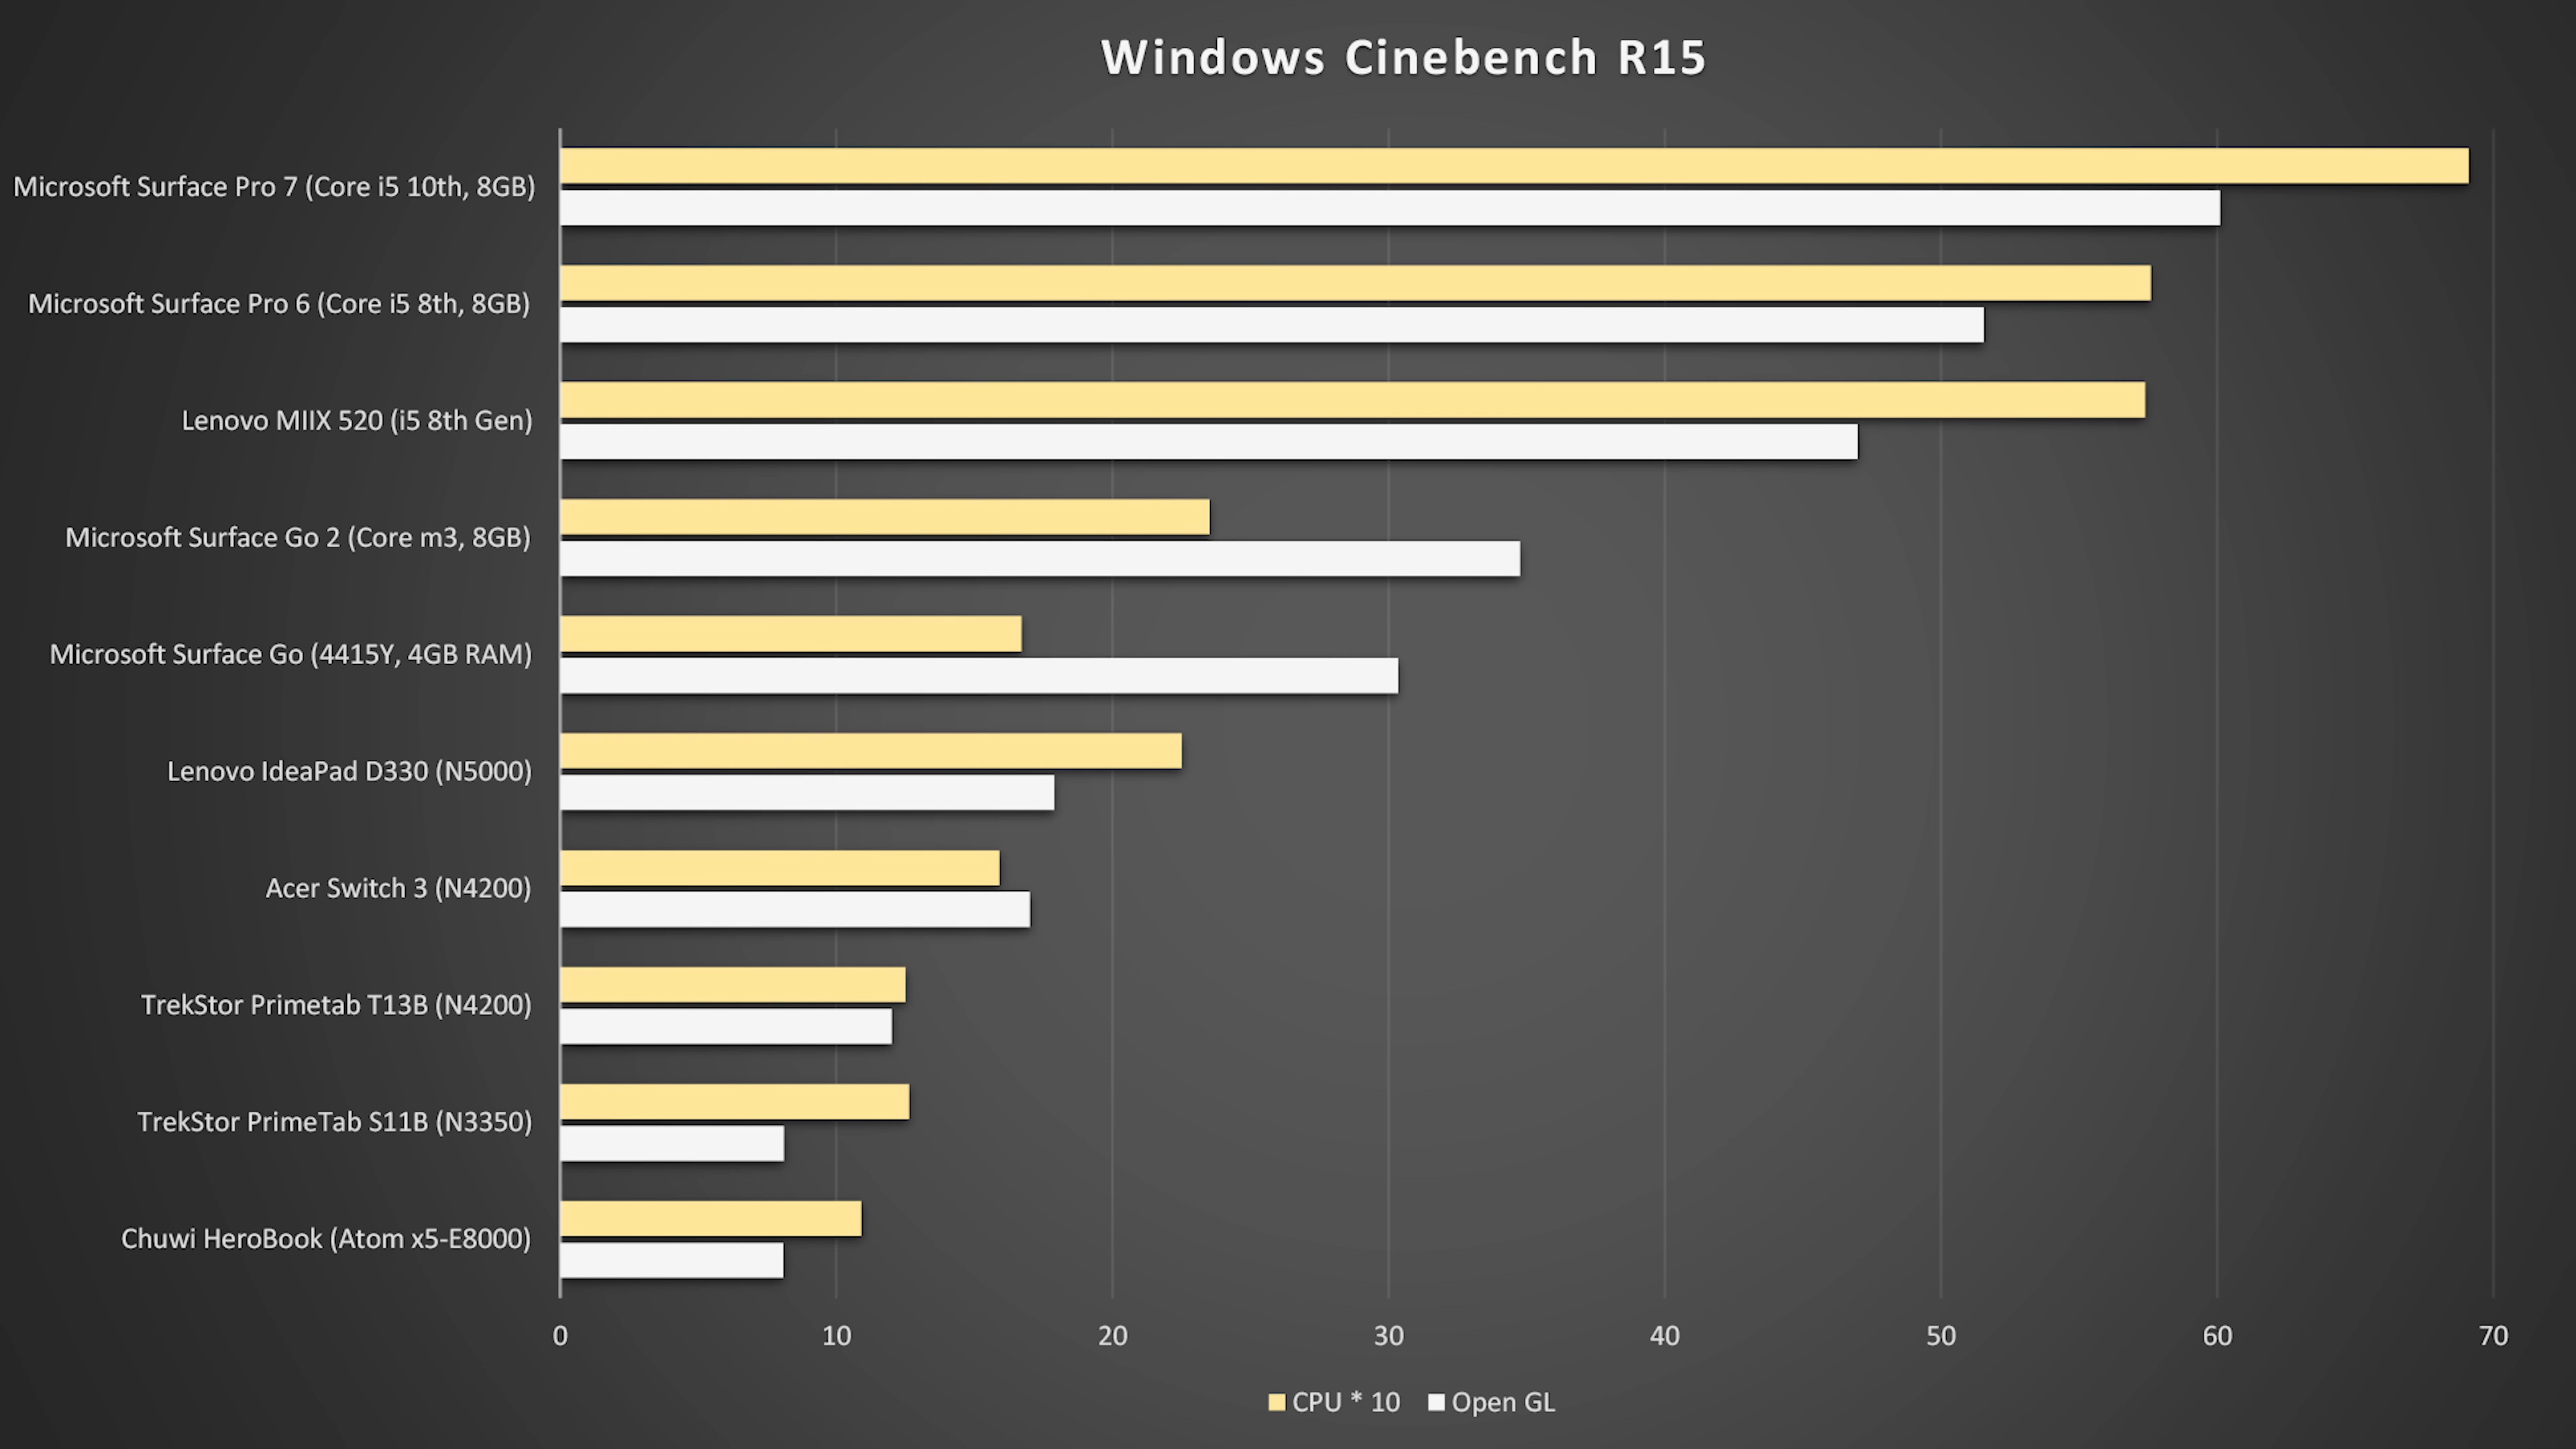 Windows Cinebench R15
Microsoft Surface Pro 7 (Core i5 10th, 8GB)
Microsoft Surface Pro 6 (Core i5 8th, 8GB)
Lenovo MIIX 520 (i5 8th Gen)
Microsoft Surface Go 2 (Core m3, 8GB)
Microsoft Surface Go (4415Y, 4GB RAM)
Lenovo IdeaPad D330 (N5000)
Acer Switch 3 (N4200)
TrekStor Primetab T13B (N4200)
TrekStor PrimeTab S11B (N3350)
Chuwi HeroBook (Atom x5-E8000)
0 10 20 30 40 50 60 70
CPU * 10 Open GL